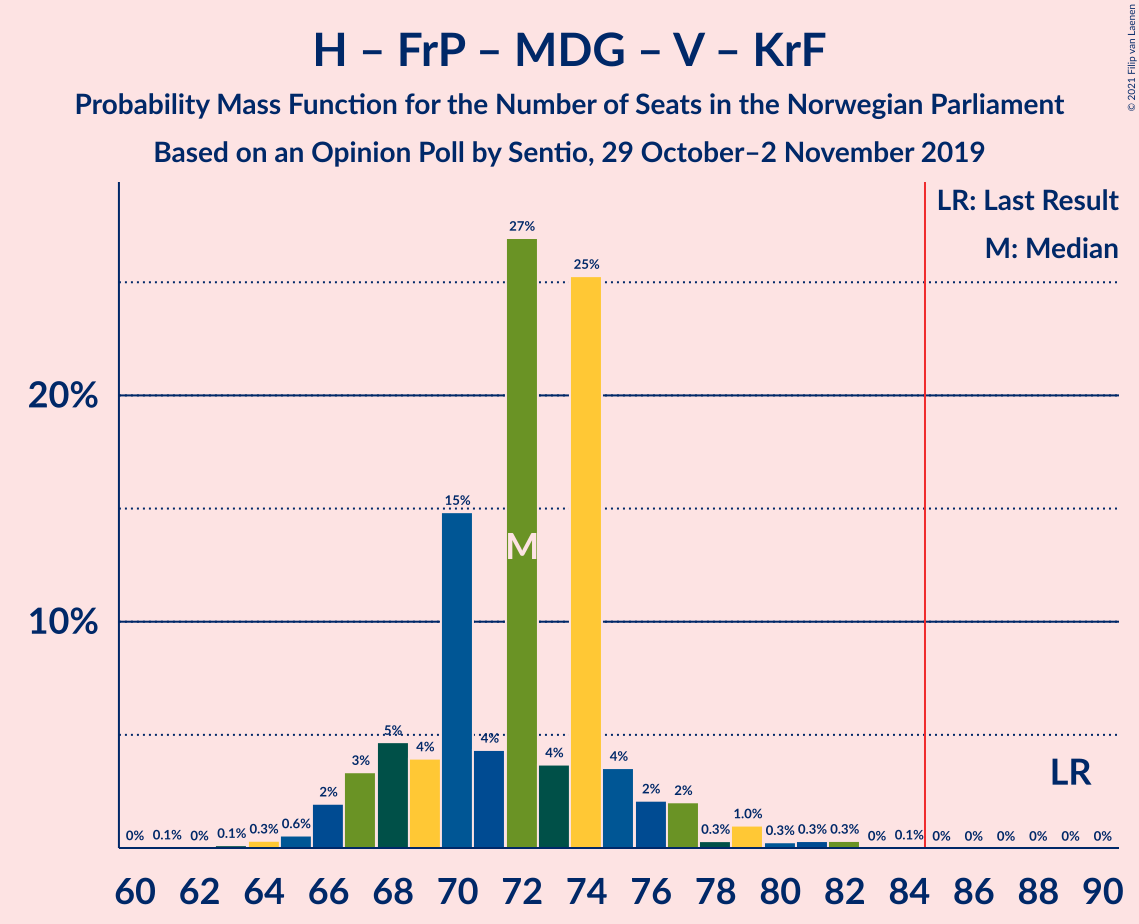 H – FrP – MDG – V – KrF
Probability Mass Function for the Number of Seats in the Norwegian Parliament
Based on an Opinion Poll by Sentio, 29 October–2 November 2019
© 2021 Filip van Laenen
LR: Last Result
M: Median
20%
10%
0% 0.1% 0% 0.1% 0.3% 0.6% 2% 3% 5% 4% 15% 4% 27% 4% 25% 4% 2% 2% 0.3% 1.0% 0.3% 0.3% 0.3% 0% 0.1% 0% 0% 0% 0% 0% 0%
M
LR
60 62 64 66 68 70 72 74 76 78 80 82 84 86 88 90